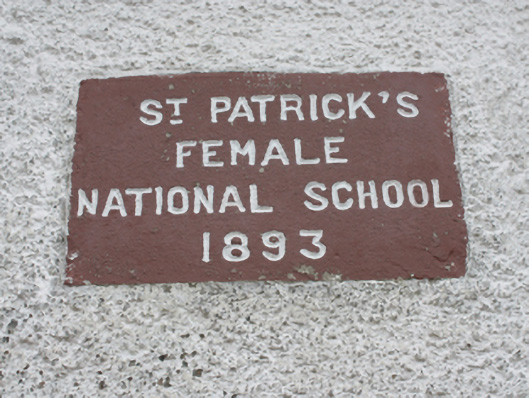 ST PATRICK'S
FEMALE
NATIONAL SCHOOL
1893